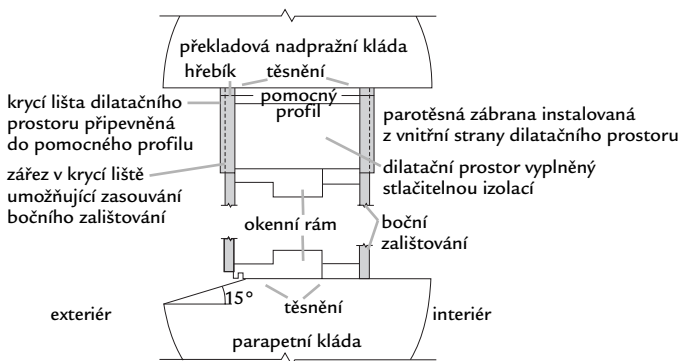 překladová nadpražní kláda
hřebík
těsnění
pomocný
profil
krycí lišta dilatačního
prostoru připevněná
do pomocného profilu
parotěsná zábrana instalovaná
z vnitřní strany dilatačního prostoru
zářez v krycí liště
umožňující zasouvání
bočního zalištování
dilatační prostor vyplněný
stlačitelnou izolací
okenní rám
boční
zalištování
15°
těsnění
exteriér
interiér
parapetní kláda